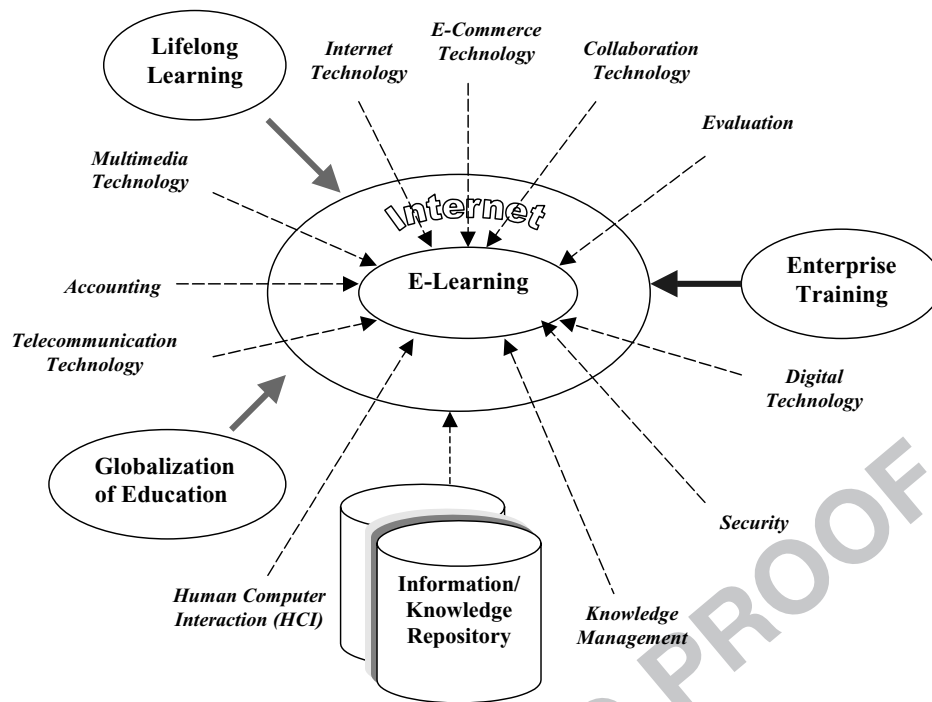 Lifelong
Learning
Internet
Technology
E-Commerce
Technology
Collaboration
Technology
Evaluation
Multimedia
Technology
Internet
E-Learning
Enterprise
Training
Accounting
Telecommunication
Technology
Digital
Technology
Globalization
of Education
Security
Human Computer
Interaction (HCI)
Information/
Knowledge
Repository
Knowledge
Management
PROOF